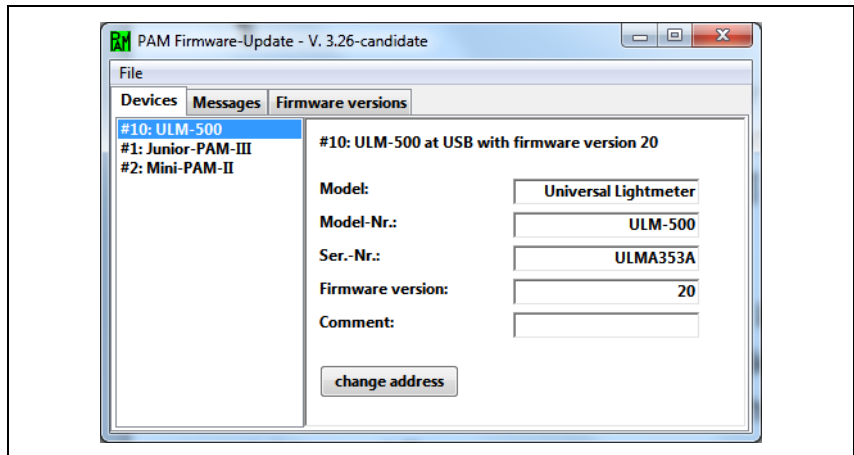 PAM PAM Firmware-Update - V. 3.26-candidate
File
Devices Messages Firmware versions
#10: ULM-500
#1: Junior-PAM-III
#2: Mini-PAM-II
#10: ULM-500 at USB with firmware version 20
Model: Universal Lightmeter
Model-Nr.: ULM-500
Ser.-Nr.: ULMA353A
Firmware version: 20
Comment:
change address